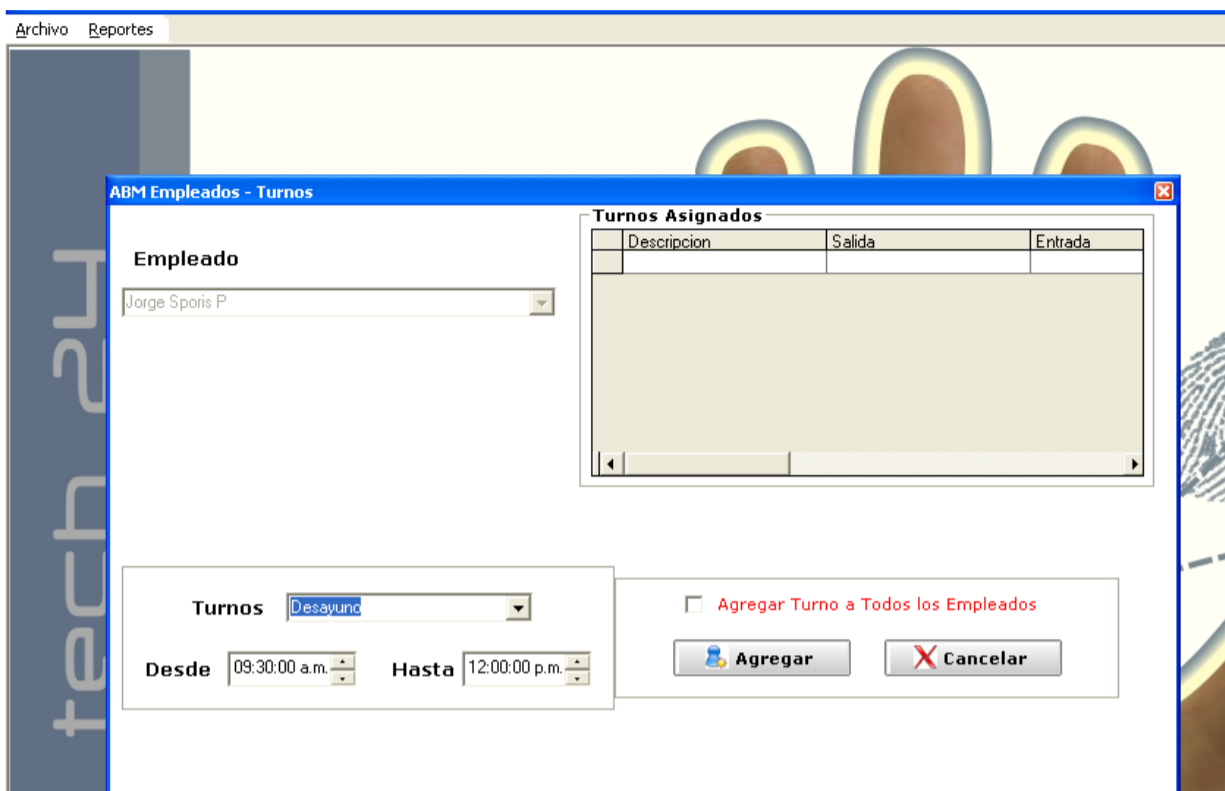 Archivo Reportes
ABM Empleados - Turnos
Empleado
Jorge Sporis P
Turnos Asignados
Descripcion Salida Entrada
Turnos Desayuno
Desde 09:30:00 a.m. Hasta 12:00:00 p.m.
Agregar Turno a Todos los Empleados
Agregar Cancelar
tech 24